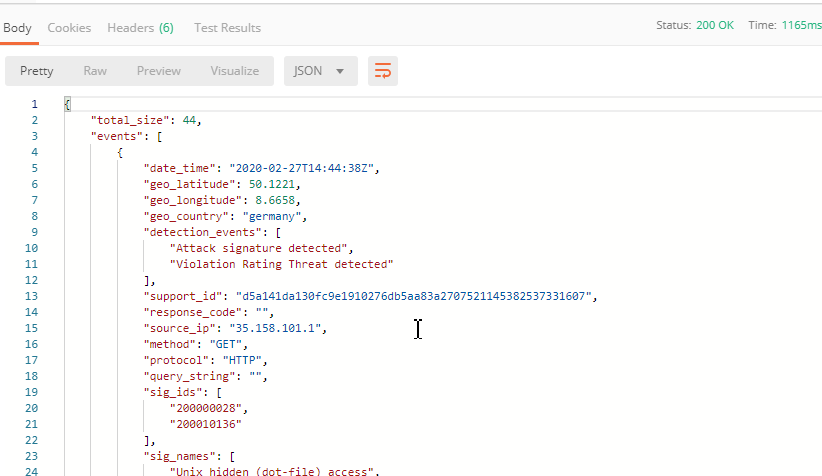 Body Cookies Headers (6) Test Results Status: 200 OK Time: 1165ms
Pretty Raw Preview Visualize JSON
1 {
2 "total_size": 44,
3 "events": [
4 {
5 "date_time": "2020-02-27T14:44:38Z",
6 "geo_latitude": 50.1221,
7 "geo_longitude": 8.6658,
8 "geo_country": "germany",
9 "detection_events": [
10 "Attack signature detected",
11 "Violation Rating Threat detected"
12 ],
13 "support_id": "d5a141da130fc9e1910276db5aa83a2707521145382537331607",
14 "response_code": "",
15 "source_ip": "35.158.101.1",
16 "method": "GET",
17 "protocol": "HTTP",
18 "query_string": "",
19 "sig_ids": [
20 "200000028",
21 "200010136"
22 ],
23 "sig_names": [
24 "Unix hidden (dot-file) access",